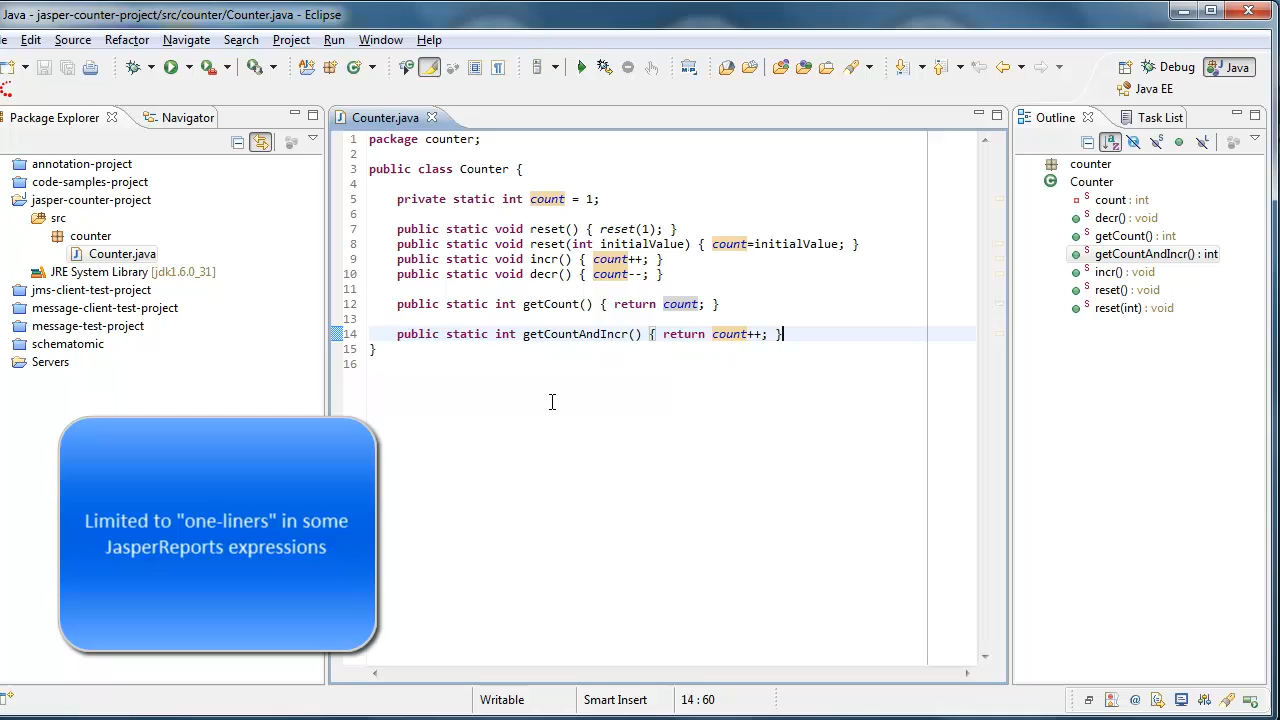 Java - jasper-counter-project/src/counter/Counter.java - Eclipse
Edit Source Refactor Navigate Search Project Run Window Help
Debug Java
Java EE
Package Explorer Navigator
annotation-project
code-samples-project
jasper-counter-project
src
counter
Counter.java
JRE System Library [jdk1.6.0_31]
jms-client-test-project
message-client-test-project
message-test-project
schematomic
Servers
Counter.java
1 package counter;
2
3 public class Counter {
4
5 private static int count = 1;
6
7 public static void reset() { reset(1); }
8 public static void reset(int initialValue) { count=initialValue; }
9 public static void incr() { count++; }
10 public static void decr() { count--; }
11
12 public static int getCount() { return count; }
13
14 public static int getCountAndIncr() { return count++; }
15 }
16
Outline Task List
counter
Counter
count : int
decr() : void
getCount() : int
getCountAndIncr() : int
incr() : void
reset() : void
reset(int) : void
Limited to "one-liners" in some
JasperReports expressions
Writable Smart Insert 14 : 60